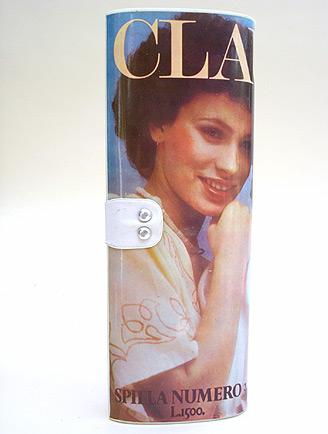 CLA
SPILLA NUMERO
L.1500.